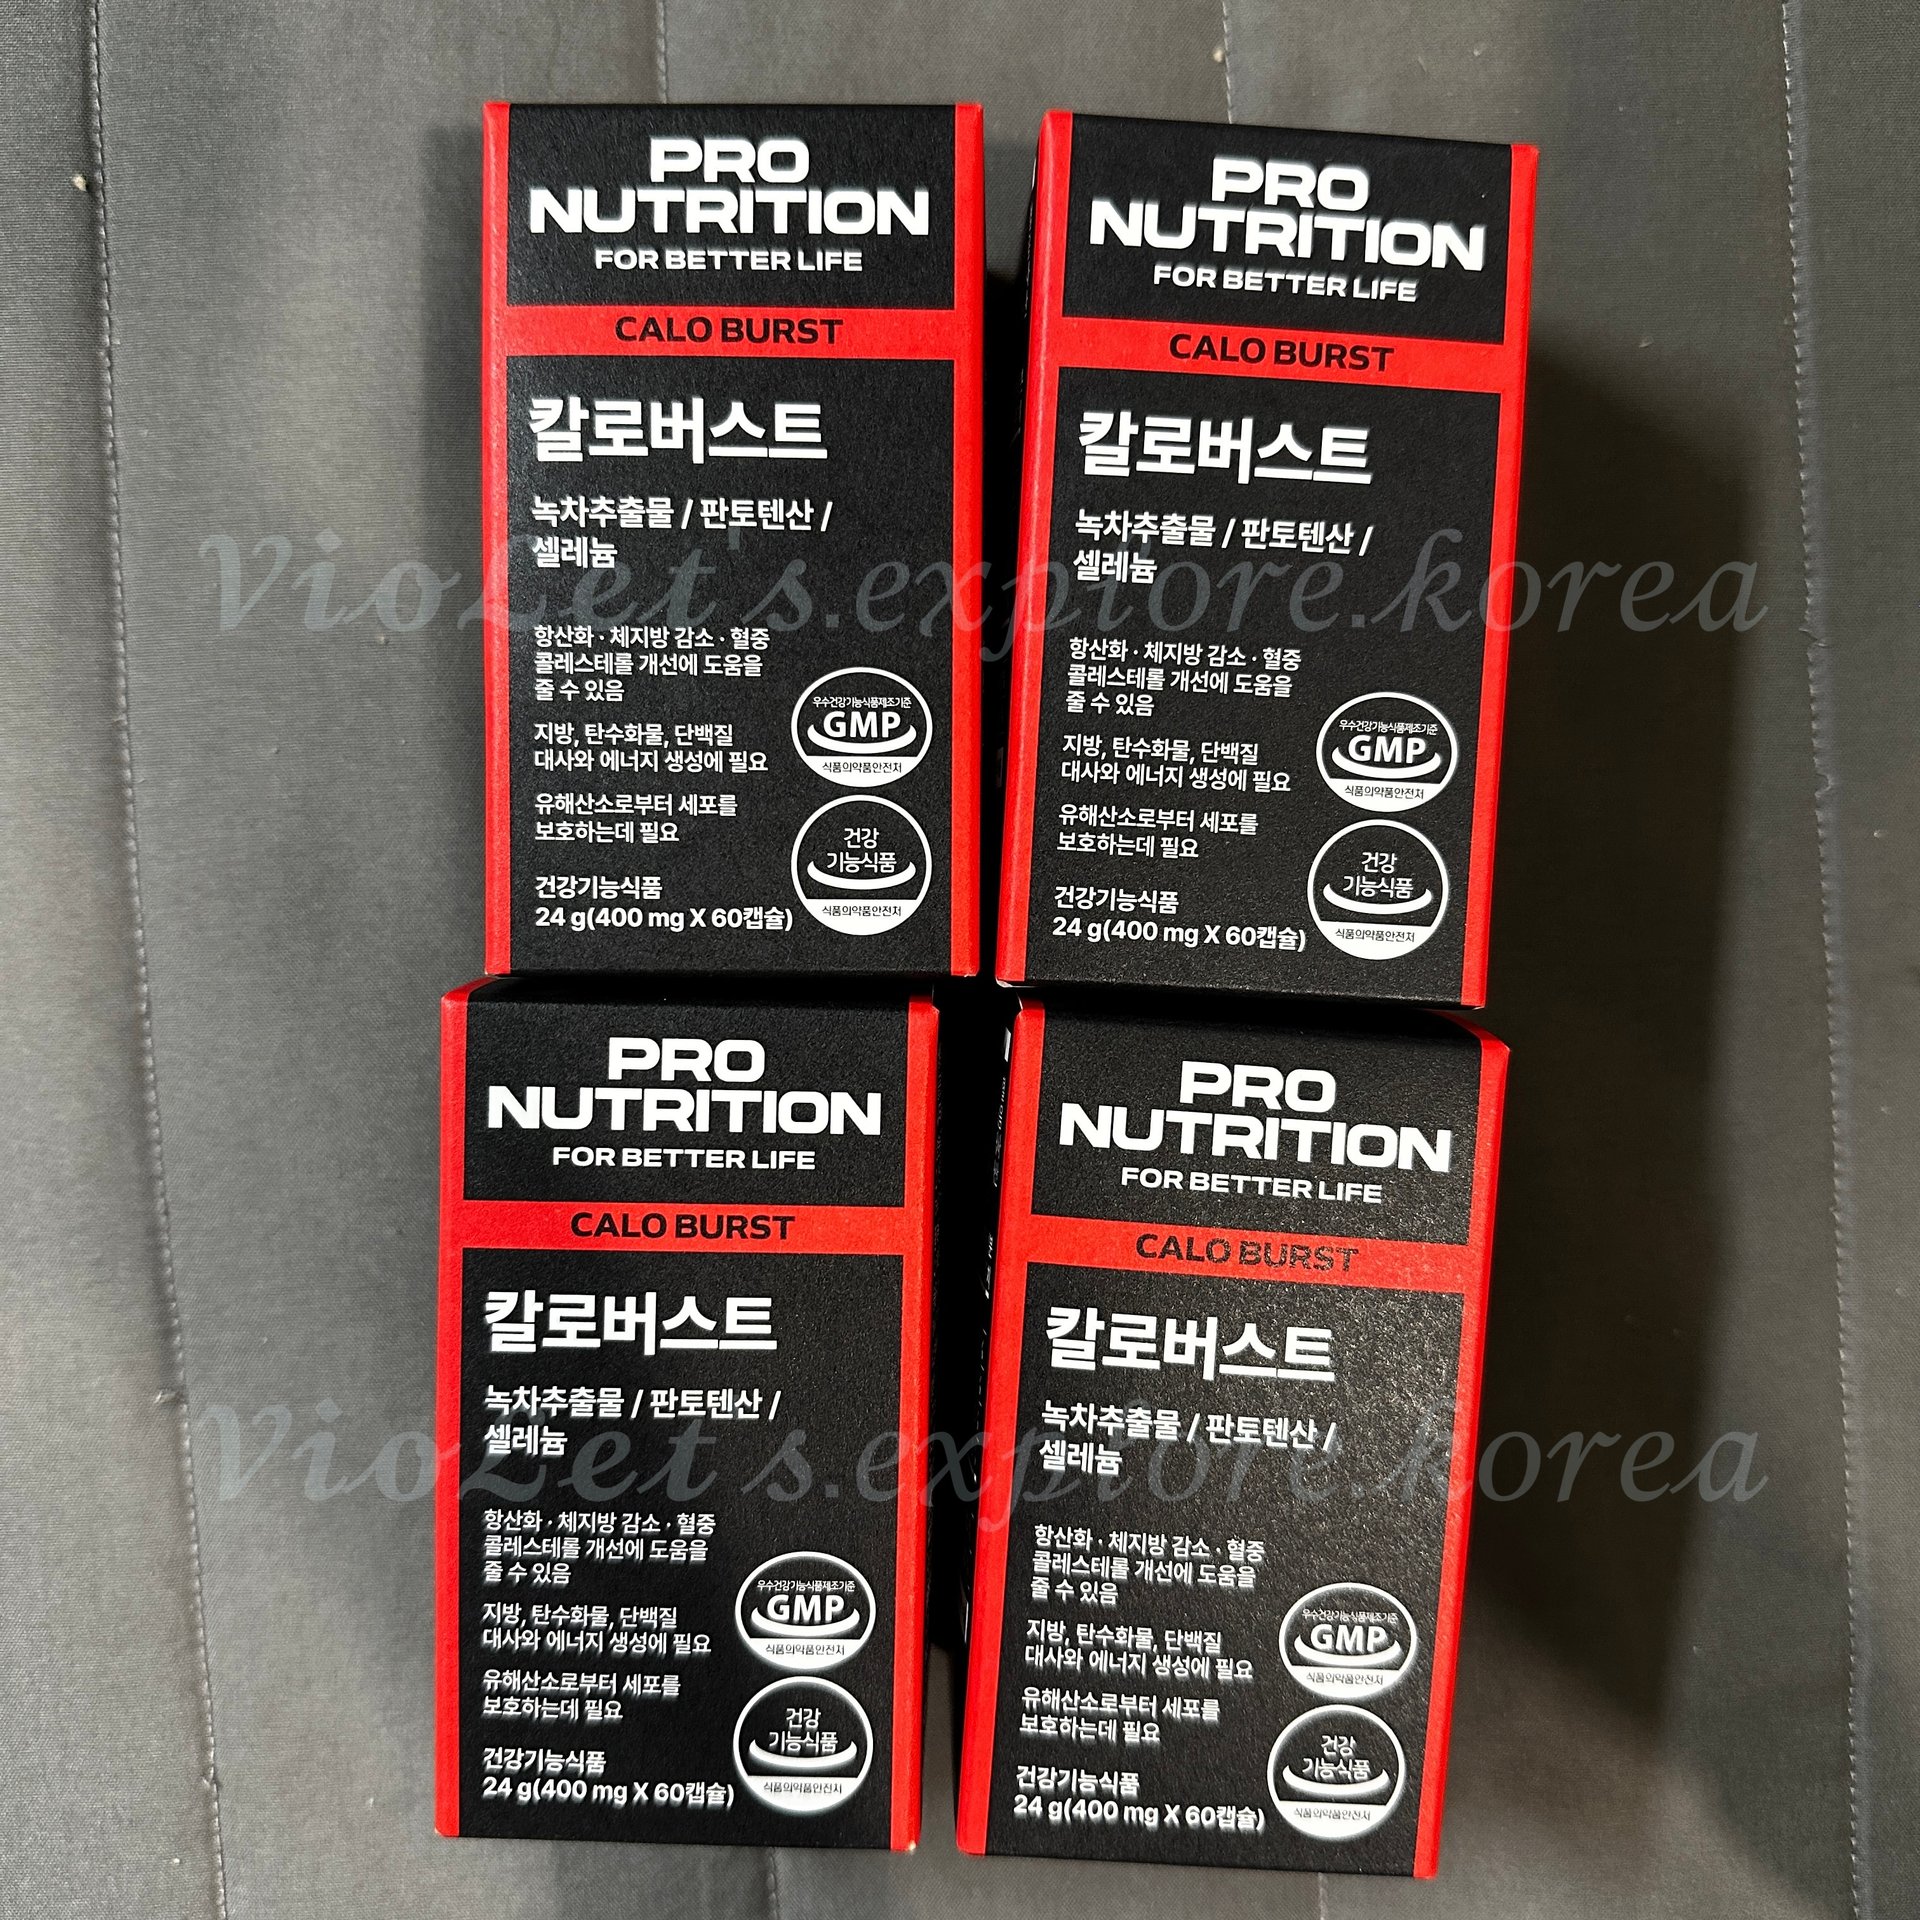 PRO
NUTRITION
FOR BETTER LIFE
CALO BURST
칼로버스트
녹차추출물 / 판토텐산 /
셀레늄
항산화 · 체지방 감소 · 혈중
콜레스테롤 개선에 도움을
줄 수 있음
지방, 탄수화물, 단백질
대사와 에너지 생성에 필요
유해산소로부터 세포를
보호하는데 필요
건강기능식품
24 g(400 mg X 60캡슐)
우수건강기능식품제조기준
GMP
식품의약품안전처
건강
기능식품
식품의약품안전처
PRO
NUTRITION
FOR BETTER LIFE
CALO BURST
칼로버스트
녹차추출물 / 판토텐산 /
셀레늄
항산화 · 체지방 감소 · 혈중
콜레스테롤 개선에 도움을
줄 수 있음
지방, 탄수화물, 단백질
대사와 에너지 생성에 필요
유해산소로부터 세포를
보호하는데 필요
건강기능식품
24 g(400 mg X 60캡슐)
우수건강기능식품제조기준
GMP
식품의약품안전처
건강
기능식품
식품의약품안전처
VioLet's.explore.korea
PRO
NUTRITION
FOR BETTER LIFE
CALO BURST
칼로버스트
녹차추출물 / 판토텐산 /
셀레늄
항산화 · 체지방 감소 · 혈중
콜레스테롤 개선에 도움을
줄 수 있음
지방, 탄수화물, 단백질
대사와 에너지 생성에 필요
유해산소로부터 세포를
보호하는데 필요
건강기능식품
24 g(400 mg X 60캡슐)
우수건강기능식품제조기준
GMP
식품의약품안전처
건강
기능식품
식품의약품안전처
PRO
NUTRITION
FOR BETTER LIFE
CALO BURST
칼로버스트
녹차추출물 / 판토텐산 /
셀레늄
항산화 · 체지방 감소 · 혈중
콜레스테롤 개선에 도움을
줄 수 있음
지방, 탄수화물, 단백질
대사와 에너지 생성에 필요
유해산소로부터 세포를
보호하는데 필요
건강기능식품
24 g(400 mg X 60캡슐)
우수건강기능식품제조기준
GMP
식품의약품안전처
건강
기능식품
식품의약품안전처
VioLet's.explore.korea